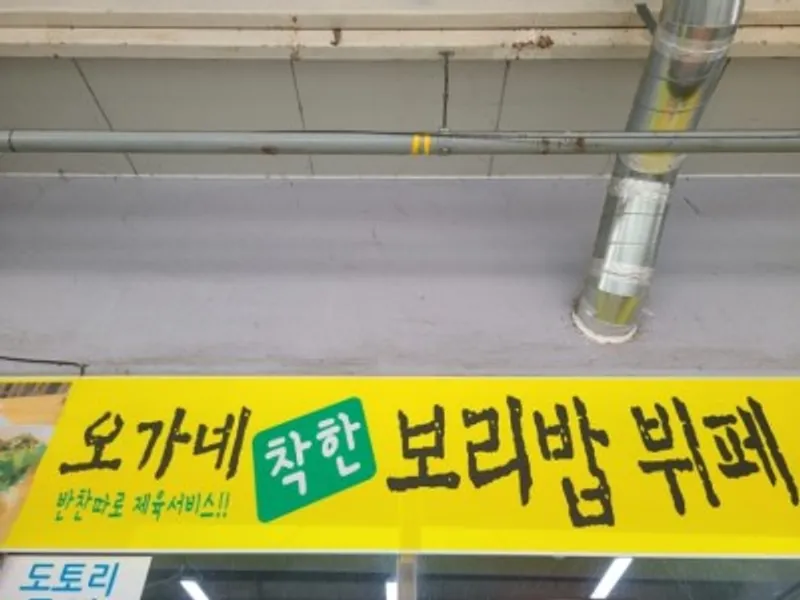 오가네 착한 보리밥 뷔페
반찬따로 제육서비스!!
도토리